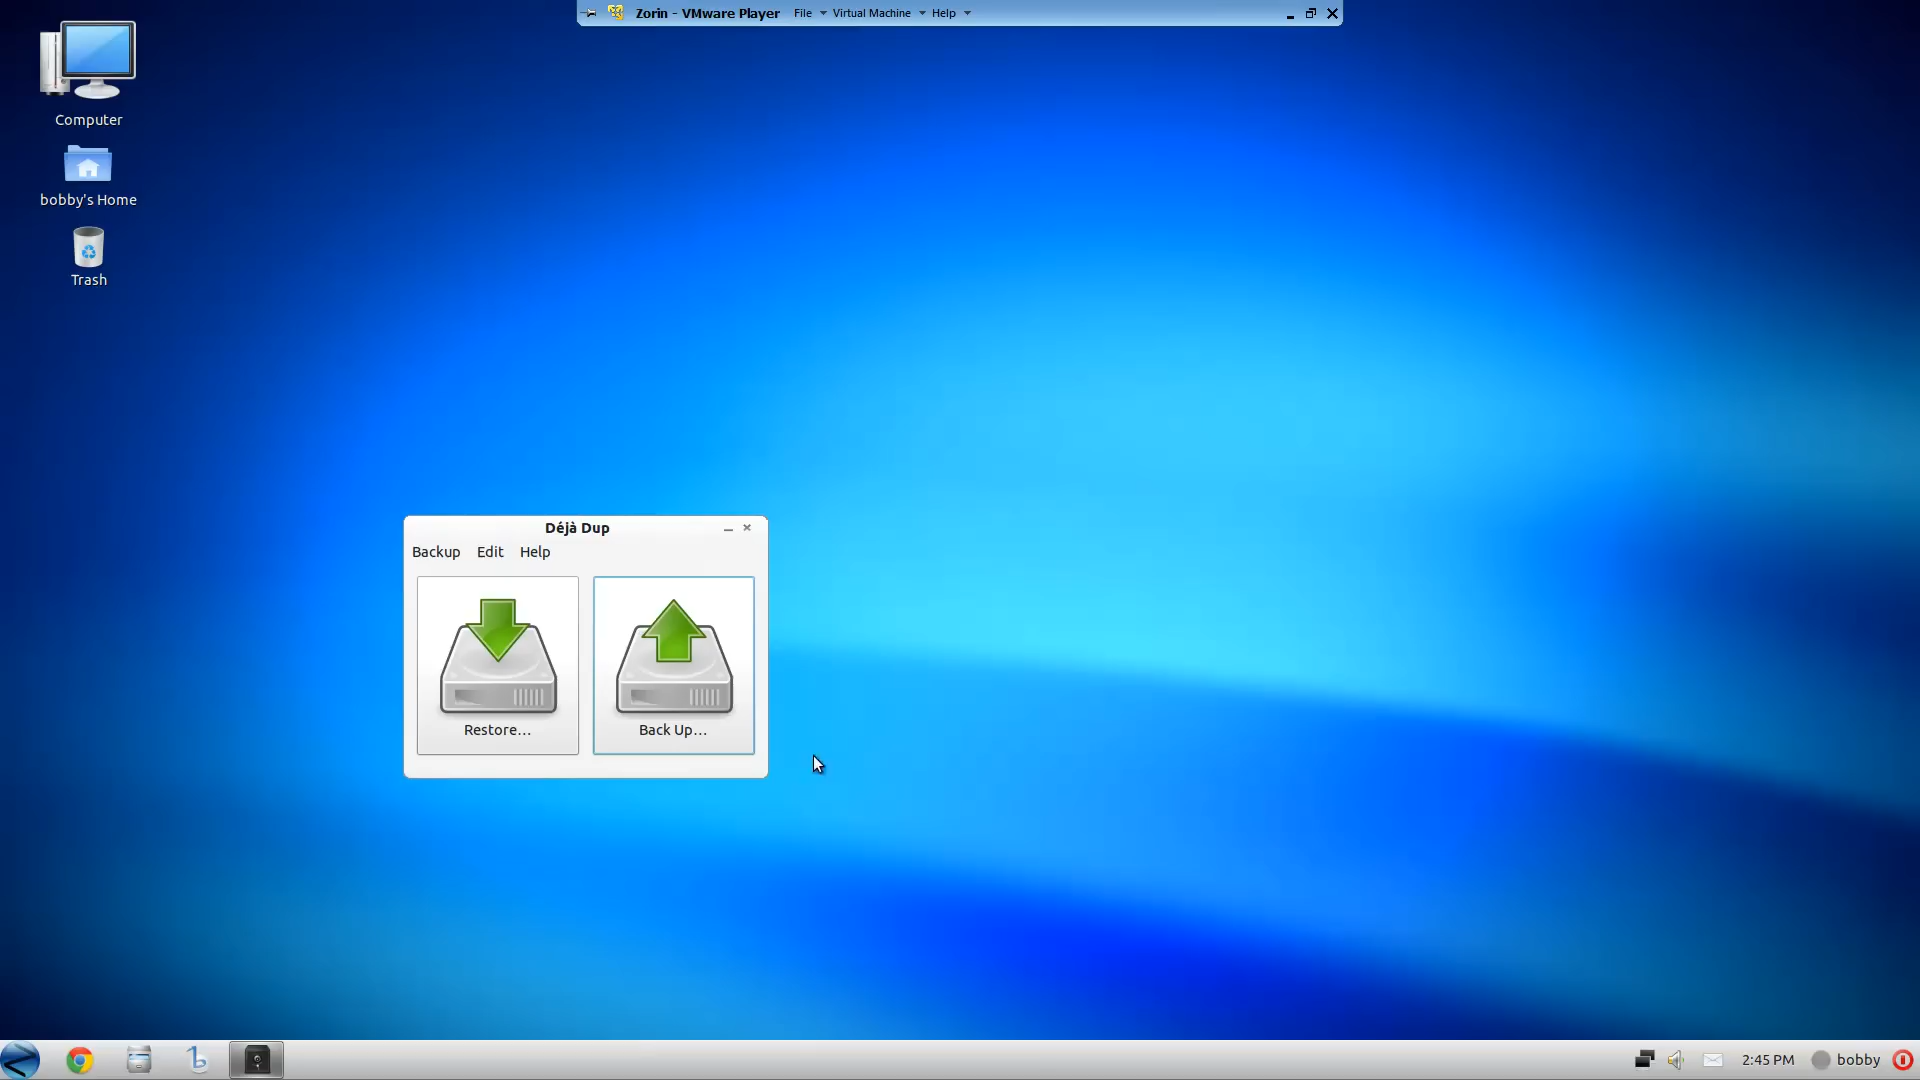 Zorin - VMware Player File Virtual Machine Help
Computer
bobby's Home
Trash
Déjà Dup
Backup Edit Help
Restore...
Back Up...
2:45 PM bobby